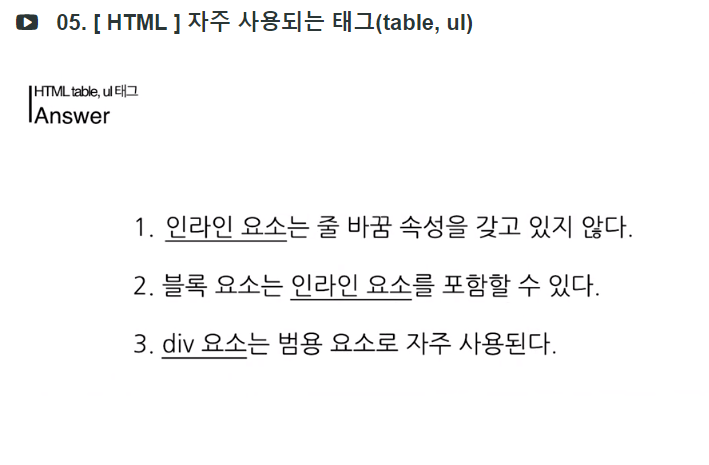 05. [ HTML ] 자주 사용되는 태그(table, ul)
HTML table, ul 태그
Answer
1. 인라인 요소는 줄 바꿈 속성을 갖고 있지 않다.
2. 블록 요소는 인라인 요소를 포함할 수 있다.
3. div 요소는 범용 요소로 자주 사용된다.